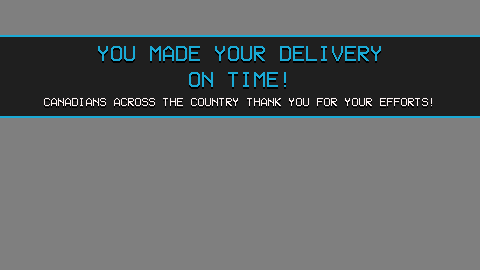 YOU MADE YOUR DELIVERY
ON TIME!
CANADIANS ACROSS THE COUNTRY THANK YOU FOR YOUR EFFORTS!